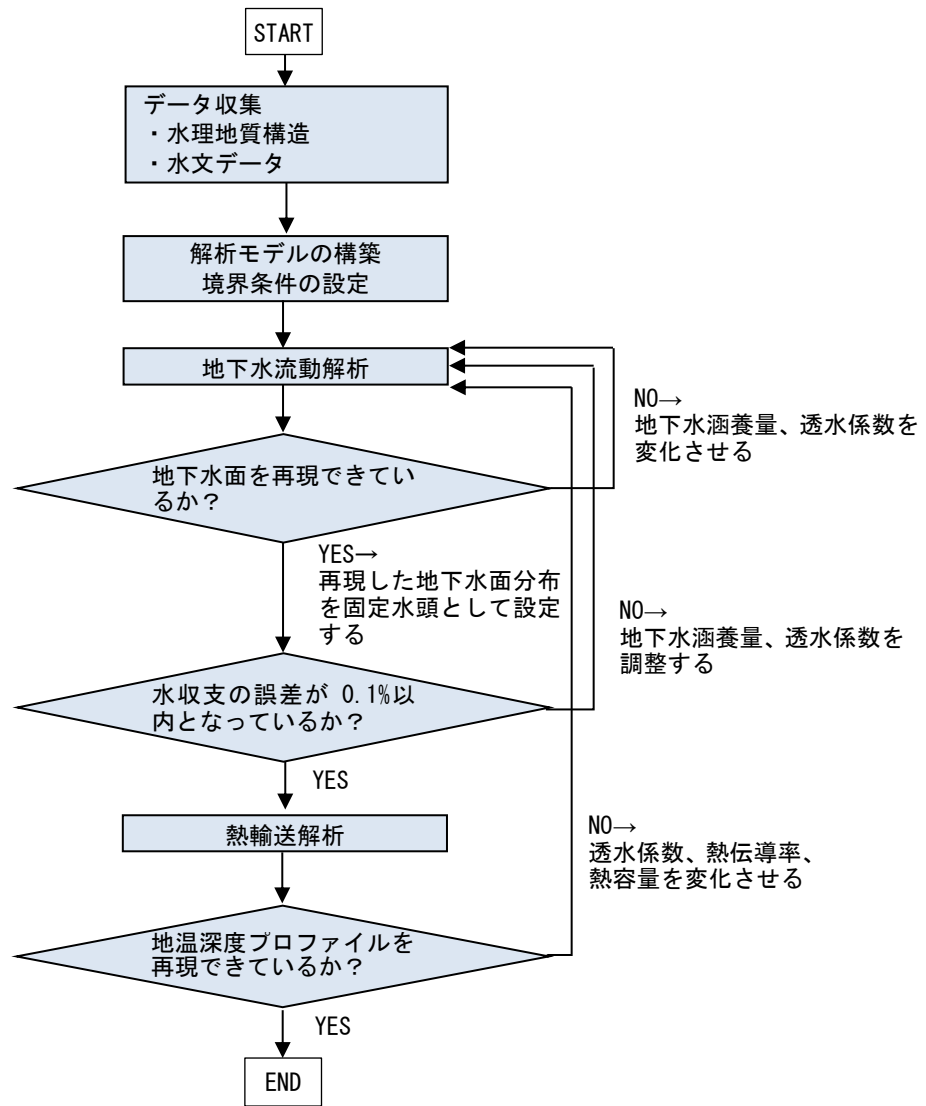 START
データ収集
・水理地質構造
・水文データ
解析モデルの構築
境界条件の設定
地下水流動解析
NO→
地下水涵養量、透水係数を
変化させる
地下水面を再現できてい
るか？
YES→
再現した地下水面分布
を固定水頭として設定
する
NO→
地下水涵養量、透水係数を
調整する
水収支の誤差が 0.1%以
内となっているか？
YES
熱輸送解析
NO→
透水係数、熱伝導率、
熱容量を変化させる
地温深度プロファイルを
再現できているか？
YES
END